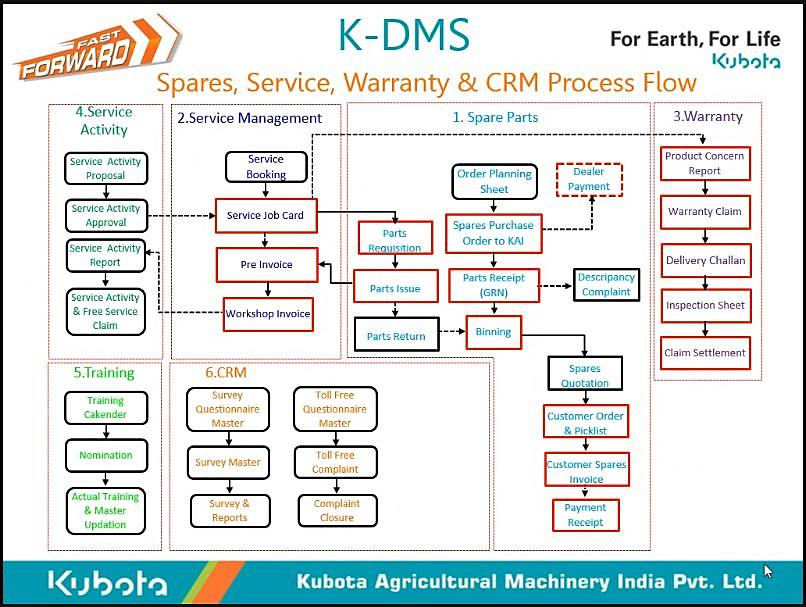 FAST
FORWARD
K-DMS
For Earth, For Life
Kubota
Spares, Service, Warranty & CRM Process Flow
4.Service
Activity
Service Activity
Proposal
Service Activity
Approval
Service Activity
Report
Service Activity
& Free Service
Claim
2.Service Management
Service
Booking
Service Job Card
Pre Invoice
Workshop Invoice
1. Spare Parts
Order Planning
Sheet
Dealer
Payment
Parts
Requisition
Spares Purchase
Order to KAI
Parts Issue
Parts Receipt
(GRN)
Descripancy
Complaint
Parts Return
Binning
Spares
Quotation
Customer Order
& Picklist
Customer Spares
Invoice
Payment
Receipt
3.Warranty
Product Concern
Report
Warranty Claim
Delivery Challan
Inspection Sheet
Claim Settlement
5.Training
Training
Cakender
Nomination
Actual Training
& Master
Updation
6.CRM
Survey
Questionnaire
Master
Survey Master
Survey &
Reports
Toll Free
Questionnaire
Master
Toll Free
Complaint
Complaint
Closure
Kubota
Kubota Agricultural Machinery India Pvt. Ltd.